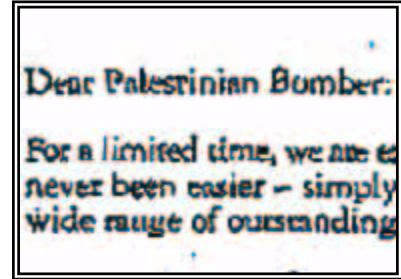 Dear Palestinian Bomber:
For a limited time, we are
never been easier – simply
wide range of outstanding